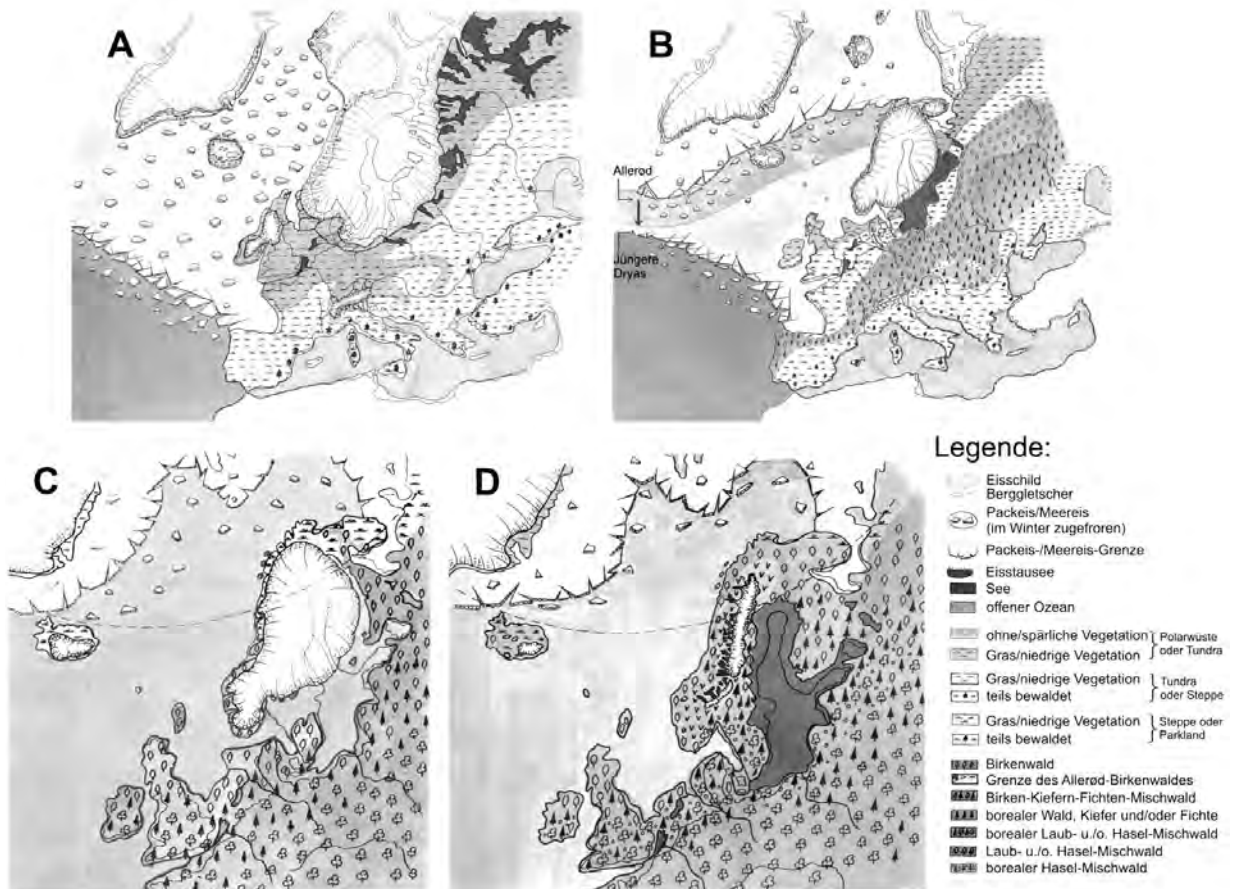 A
B
Allerød
Jüngere
Dryas
C
D
Legende:
Eisschild
Berggletscher
Packeis/Meereis
(im Winter zugefroren)
Packeis-/Meereis-Grenze
Eisstausee
See
offener Ozean
ohne/spärliche Vegetation
Gras/niedrige Vegetation
Polarwüste
oder Tundra
Gras/niedrige Vegetation
teils bewaldet
Tundra
oder Steppe
Gras/niedrige Vegetation
teils bewaldet
Steppe oder
Parkland
Birkenwald
Grenze des Allerød-Birkenwaldes
Birken-Kiefern-Fichten-Mischwald
borealer Wald, Kiefer und/oder Fichte
borealer Laub- u./o. Hasel-Mischwald
Laub- u./o. Hasel-Mischwald
borealer Hasel-Mischwald